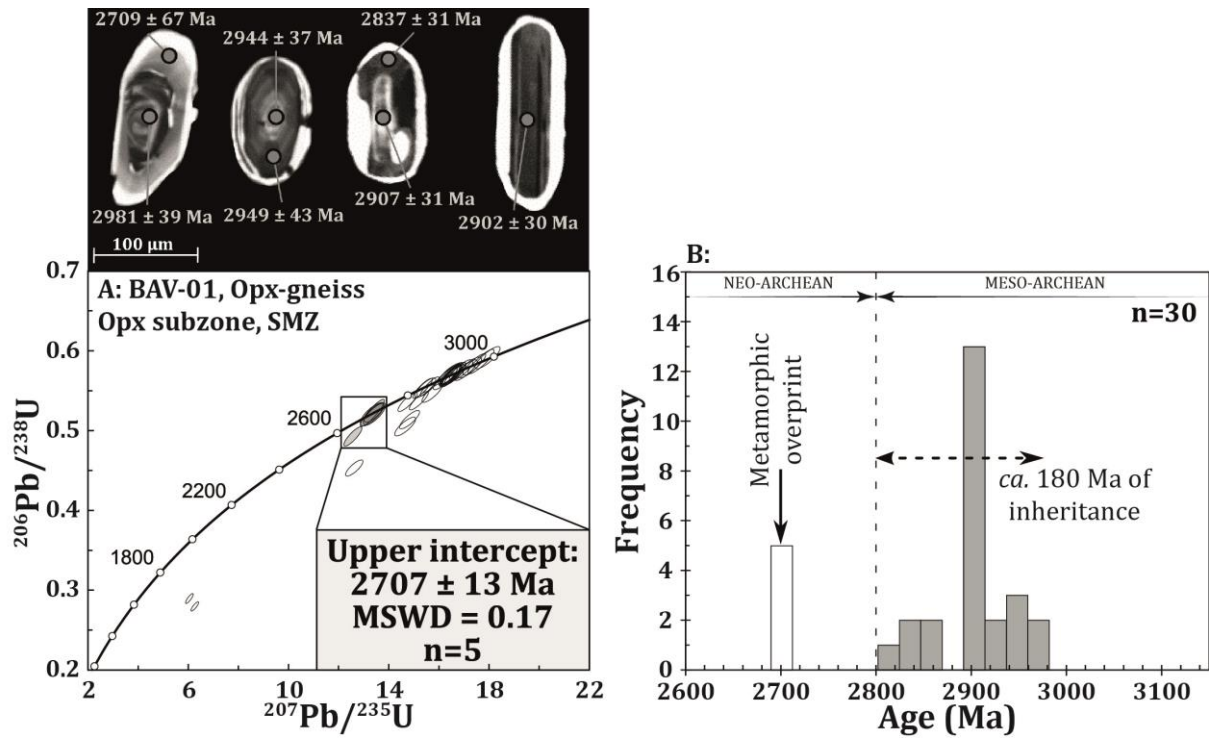 2709 ± 67 Ma
2944 ± 37 Ma
2837 ± 31 Ma
2981 ± 39 Ma
2949 ± 43 Ma
2907 ± 31 Ma
2902 ± 30 Ma
100 µm
A: BAV-01, Opx-gneiss
Opx subzone, SMZ
0.7
0.6
0.5
0.4
0.3
0.2
²⁰⁶Pb/²³⁸U
3000
2600
2200
1800
Upper intercept:
2707 ± 13 Ma
MSWD = 0.17
n=5
2 6 10 14 18 22
²⁰⁷Pb/²³⁵U
B:
NEO-ARCHEAN
MESO-ARCHEAN
n=30
16
14
12
10
8
6
4
2
0
Frequency
Metamorphic
overprint
ca. 180 Ma of
inheritance
2600 2700 2800 2900 3000 3100
Age (Ma)